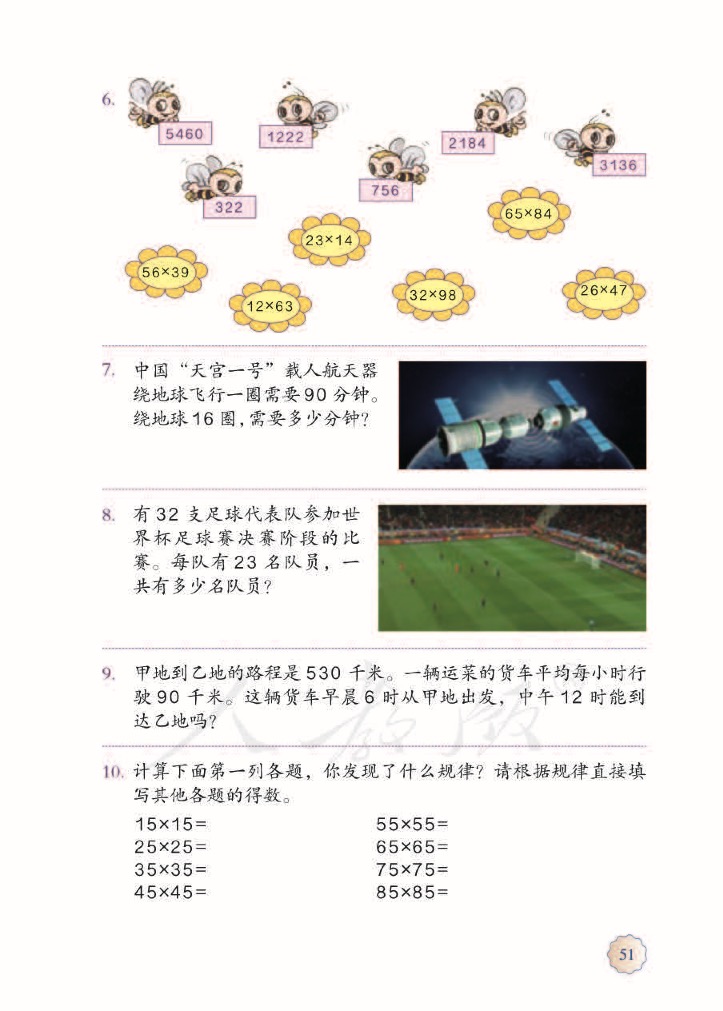 6.
5460
1222
2184
3136
322
756
65×84
23×14
56×39
12×63
32×98
26×47
7. 中国“天宫一号”载人航天器
绕地球飞行一圈需要90分钟。
绕地球16圈，需要多少分钟？
8. 有32支足球代表队参加世
界杯足球赛决赛阶段的比
赛。每队有23名队员，一
共有多少名队员？
9. 甲地到乙地的路程是530千米。一辆运菜的货车平均每小时行
驶90千米。这辆货车早晨6时从甲地出发，中午12时能到
达乙地吗？
10. 计算下面第一列各题，你发现了什么规律？请根据规律直接填
写其他各题的得数。
15×15= 55×55=
25×25= 65×65=
35×35= 75×75=
45×45= 85×85=
人教版
51